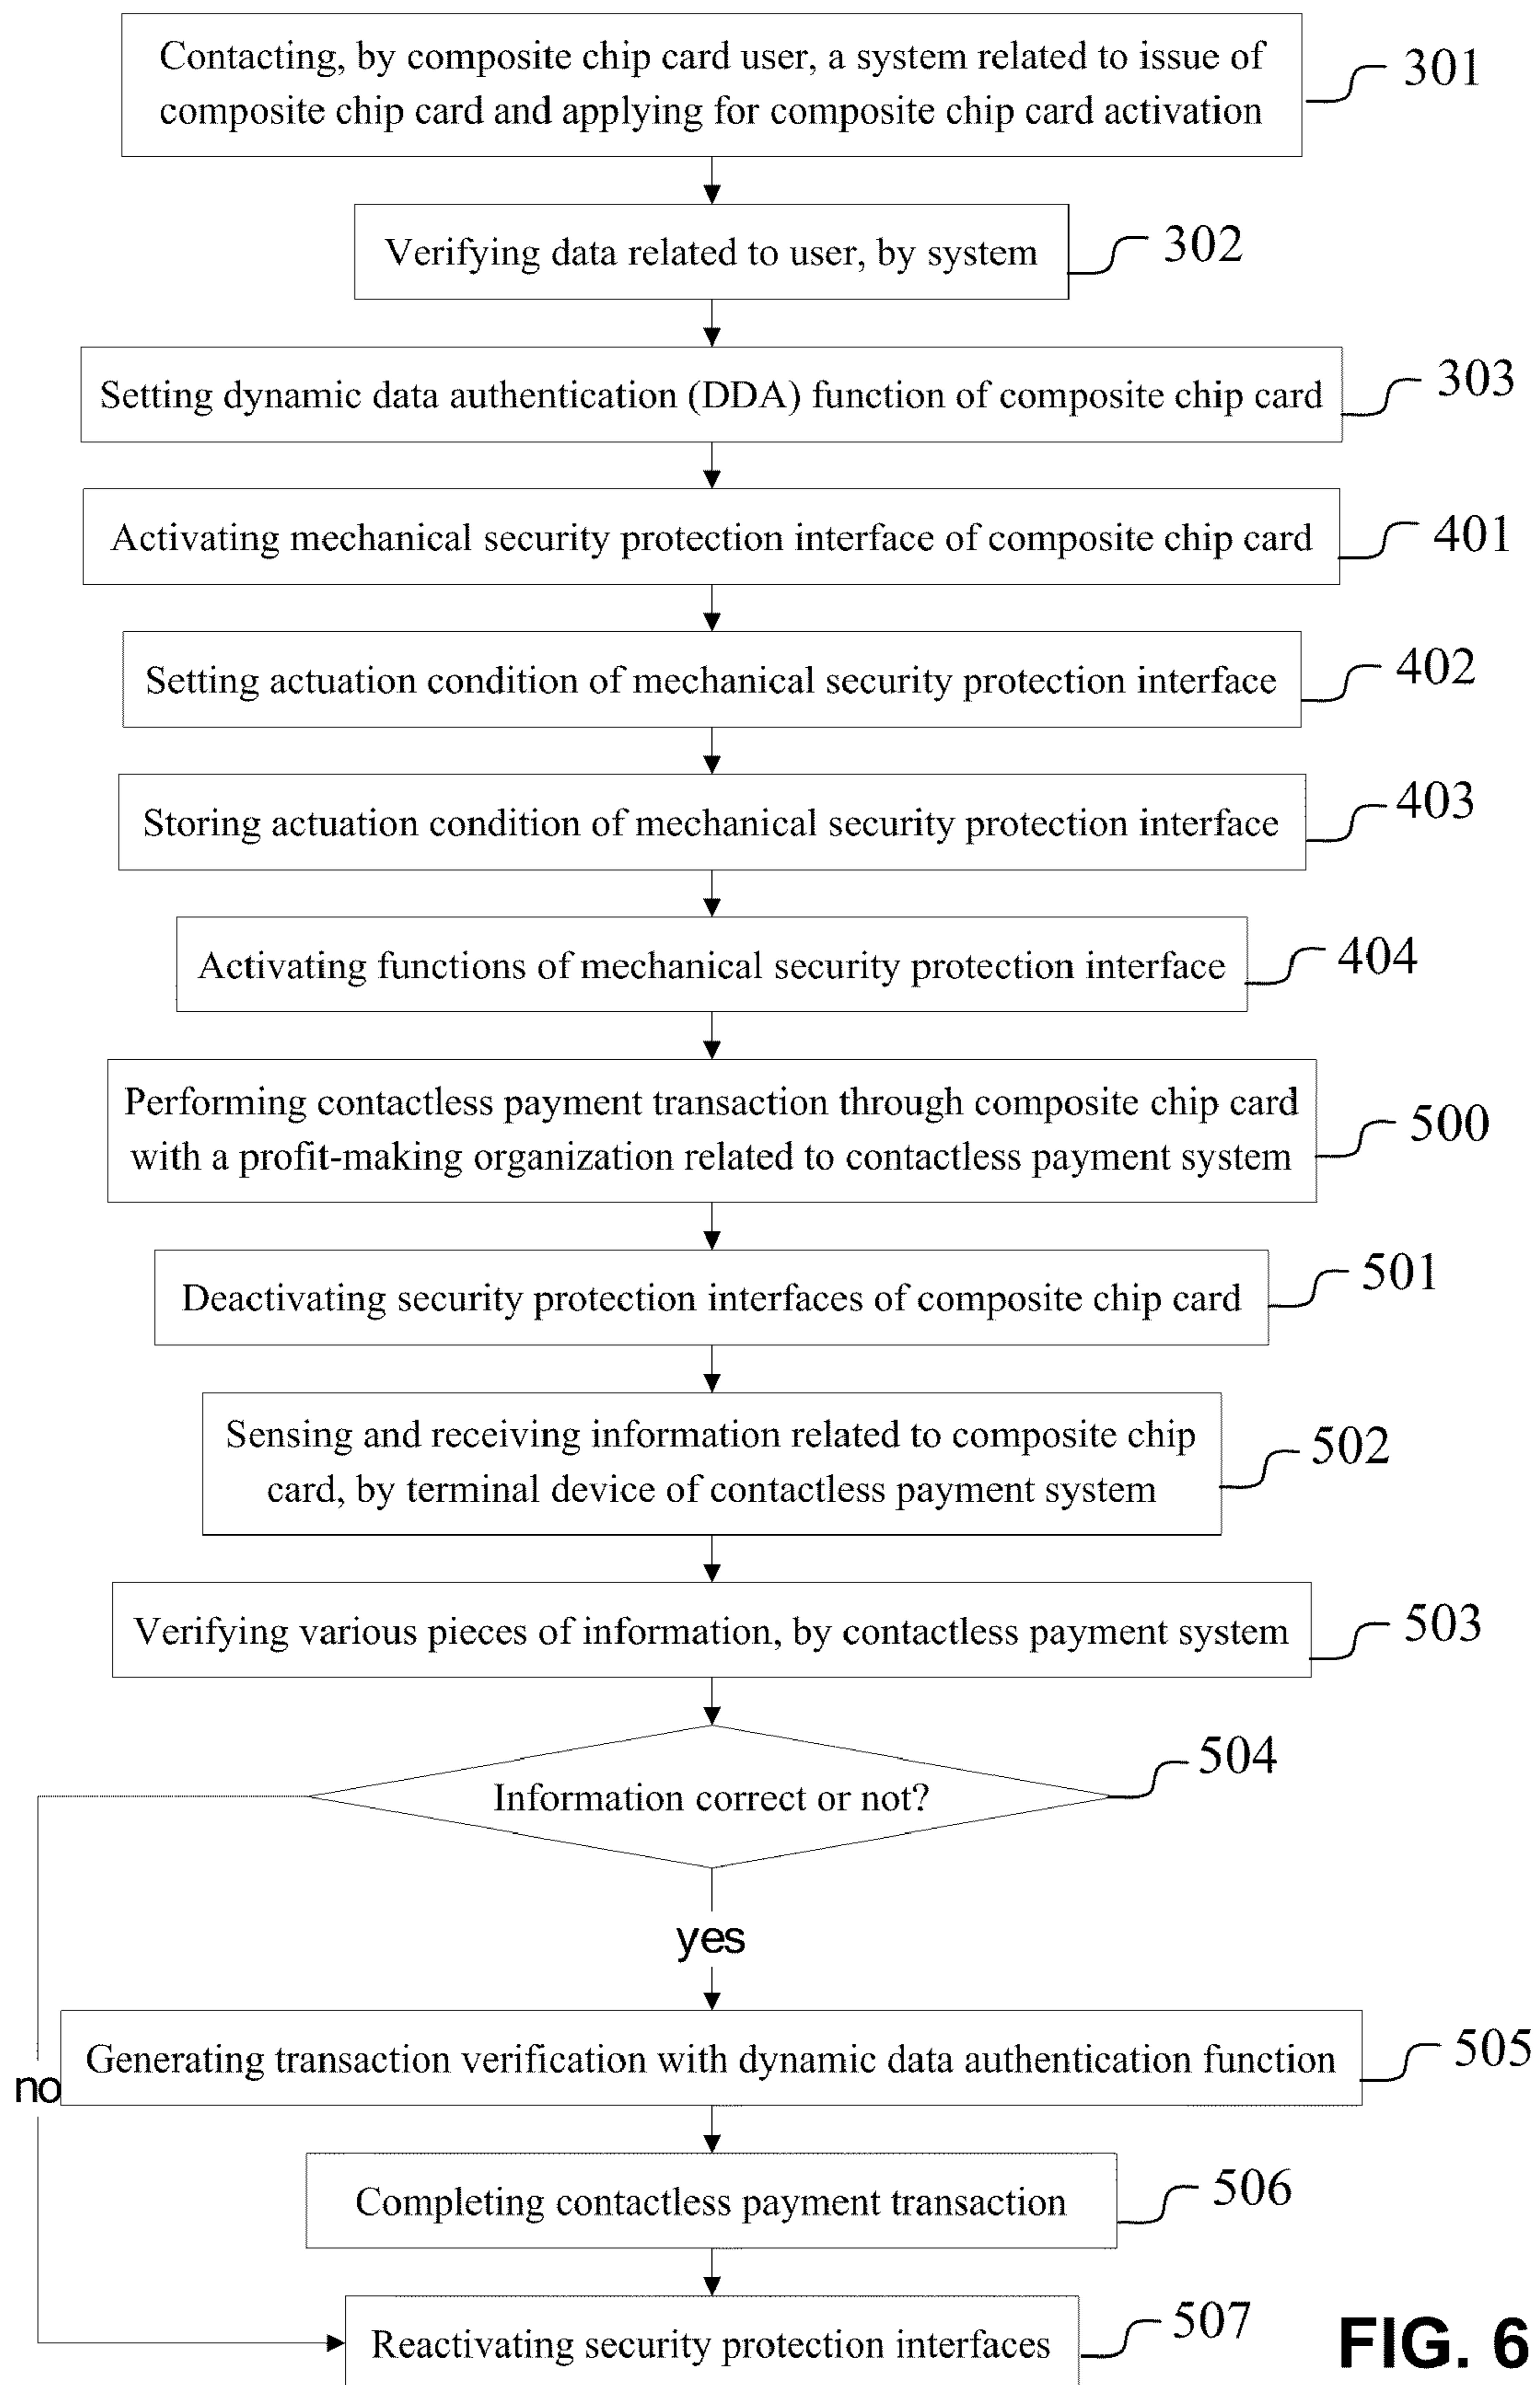 Contacting, by composite chip card user, a system related to issue of
composite chip card and applying for composite chip card activation
301
Verifying data related to user, by system
302
Setting dynamic data authentication (DDA) function of composite chip card
303
Activating mechanical security protection interface of composite chip card
401
Setting actuation condition of mechanical security protection interface
402
Storing actuation condition of mechanical security protection interface
403
Activating functions of mechanical security protection interface
404
Performing contactless payment transaction through composite chip card
with a profit-making organization related to contactless payment system
500
Deactivating security protection interfaces of composite chip card
501
Sensing and receiving information related to composite chip
card, by terminal device of contactless payment system
502
Verifying various pieces of information, by contactless payment system
503
Information correct or not?
504
yes
Generating transaction verification with dynamic data authentication function
505
no
Completing contactless payment transaction
506
Reactivating security protection interfaces
507
FIG. 6